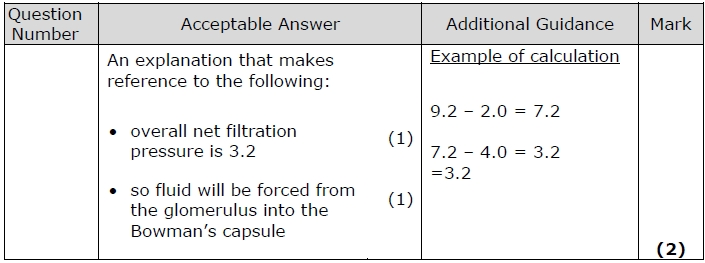 Question Number
Acceptable Answer
Additional Guidance
Mark
An explanation that makes
reference to the following:
• overall net filtration
pressure is 3.2
(1)
• so fluid will be forced from
the glomerulus into the
Bowman's capsule
(1)
Example of calculation
9.2 – 2.0 = 7.2
7.2 – 4.0 = 3.2
=3.2
(2)